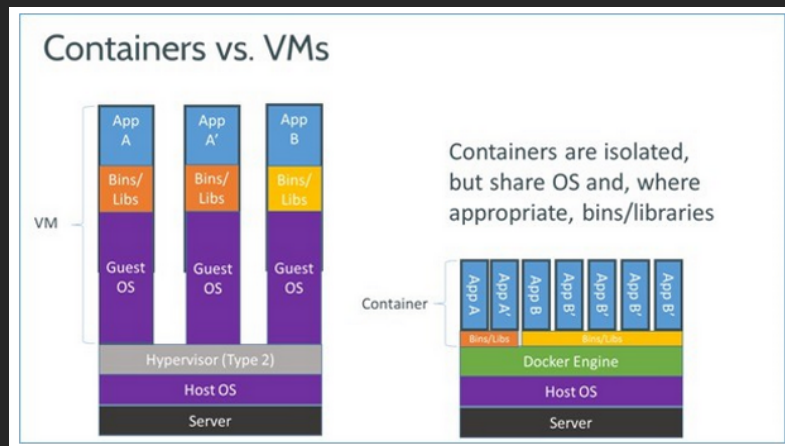 Containers vs. VMs
App
A
App
A'
App
B
Bins/
Libs
Bins/
Libs
Bins/
Libs
VM
Guest
OS
Guest
OS
Guest
OS
Hypervisor (Type 2)
Host OS
Server
Containers are isolated,
but share OS and, where
appropriate, bins/libraries
Container
App A
App A'
App B
App B'
App B'
App B'
App B'
Bins/Libs
Bins/Libs
Docker Engine
Host OS
Server